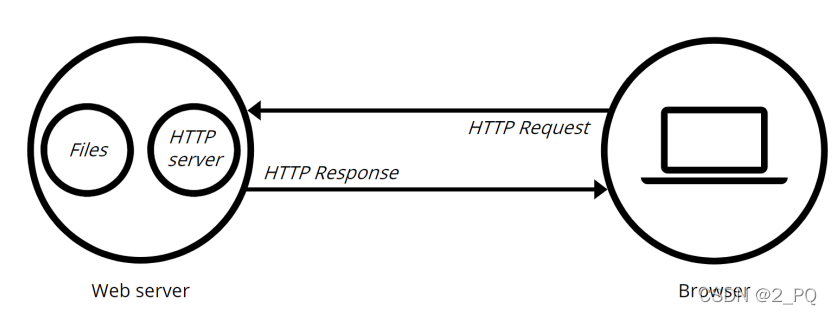 HTTP Request
Files
HTTP
server
HTTP Response
Web server
Browser
CSDN @2_PQ